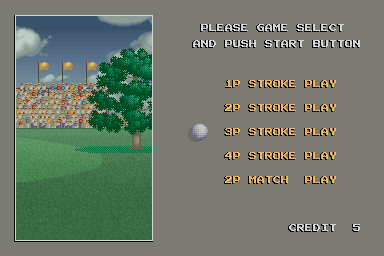 PLEASE GAME SELECT
AND PUSH START BUTTON
1P STROKE PLAY
2P STROKE PLAY
3P STROKE PLAY
4P STROKE PLAY
2P MATCH PLAY
CREDIT 5